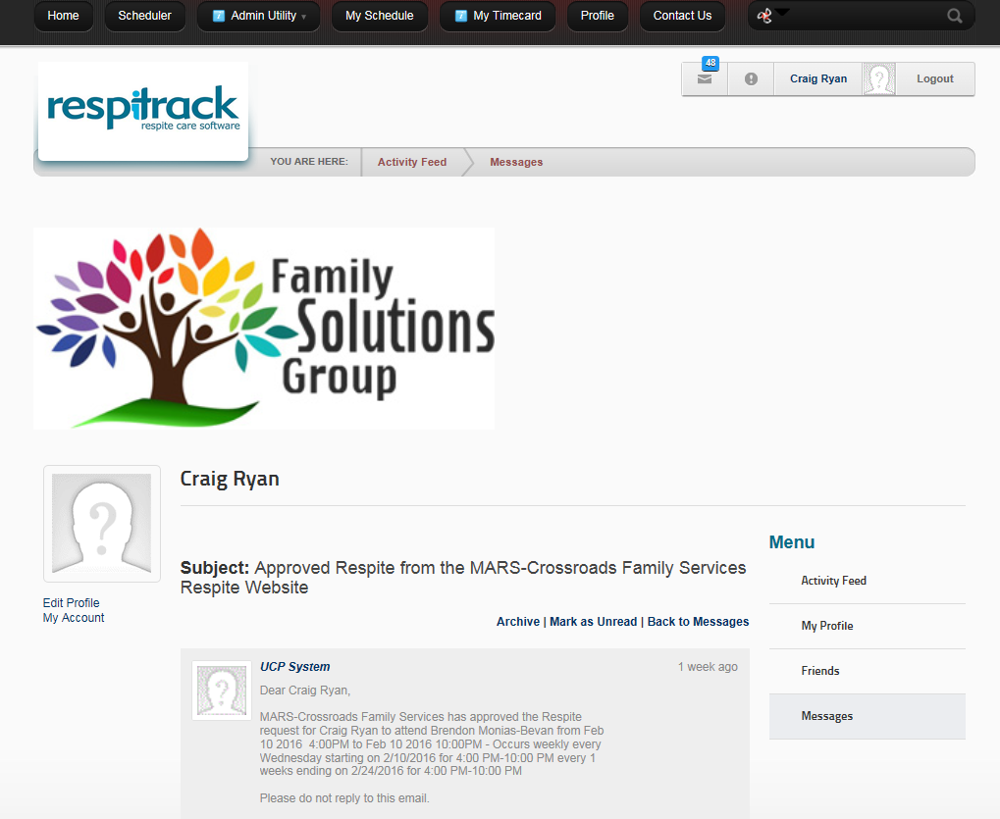 Home
Scheduler
Admin Utility
My Schedule
My Timecard
Profile
Contact Us
48
Craig Ryan
Logout
respitrack
respite care software
YOU ARE HERE:
Activity Feed
Messages
Family
Solutions
Group
Craig Ryan
Edit Profile
My Account
Subject: Approved Respite from the MARS-Crossroads Family Services
Respite Website
Archive | Mark as Unread | Back to Messages
UCP System
1 week ago
Dear Craig Ryan,
MARS-Crossroads Family Services has approved the Respite
request for Craig Ryan to attend Brendon Monias-Bevan from Feb
10 2016  4:00PM to Feb 10 2016 10:00PM - Occurs weekly every
Wednesday starting on 2/10/2016 for 4:00 PM-10:00 PM every 1
weeks ending on 2/24/2016 for 4:00 PM-10:00 PM
Please do not reply to this email.
Menu
Activity Feed
My Profile
Friends
Messages